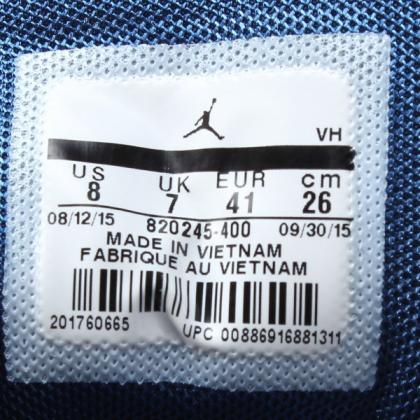 VH
US UK EUR cm
8 7 41 26
08/12/15 820245-400 09/30/15
MADE IN VIETNAM
FABRIQUE AU VIETNAM
201760665 UPC 00886916881311